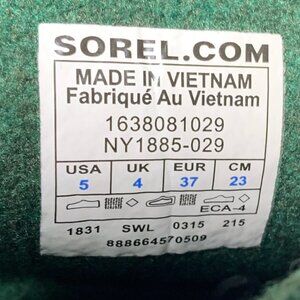 SOREL.COM
MADE IN VIETNAM
Fabriqué Au Vietnam
1638081029
NY1885-029
USA UK EUR CM
5 4 37 23
ECA-4
1831 SWL 0315 215
888664570509